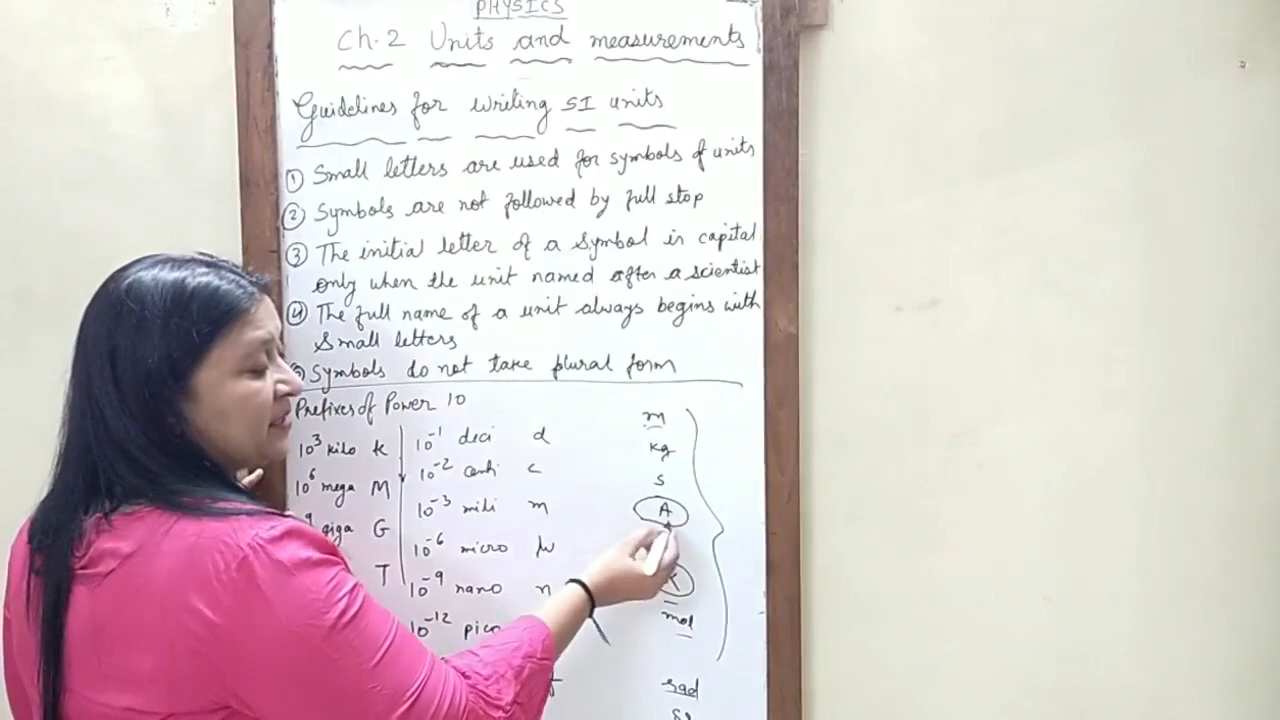 PHYSICS
Ch.2 Units and measurements
Guidelines for writing SI units
① Small letters are used for symbols of units
② Symbols are not followed by full stop
③ The initial letter of a symbol is capital
only when the unit named after a scientist
④ The full name of a unit always begins with
small letters
Symbols do not take plural form
Prefixes of Power 10
10³ kilo k
10⁶ mega M
giga G
T
10⁻¹ deci d
10⁻² centi c
10⁻³ mili m
10⁻⁶ micro μ
10⁻⁹ nano n
10⁻¹² pico
f
m
kg
s
A
K
mol
rad
sr